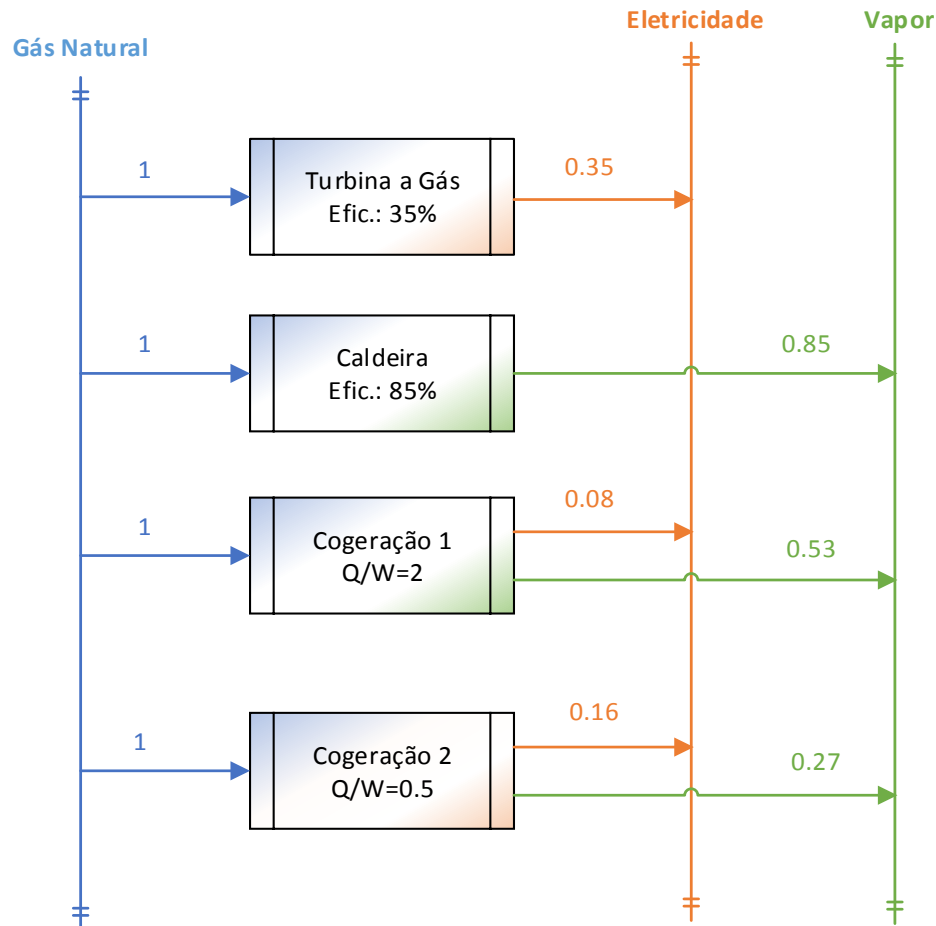 Eletricidade
Vapor
Gás Natural
1
Turbina a Gás
Efic.: 35%
0.35
1
Caldeira
Efic.: 85%
0.85
1
Cogeração 1
Q/W=2
0.08
0.53
1
Cogeração 2
Q/W=0.5
0.16
0.27